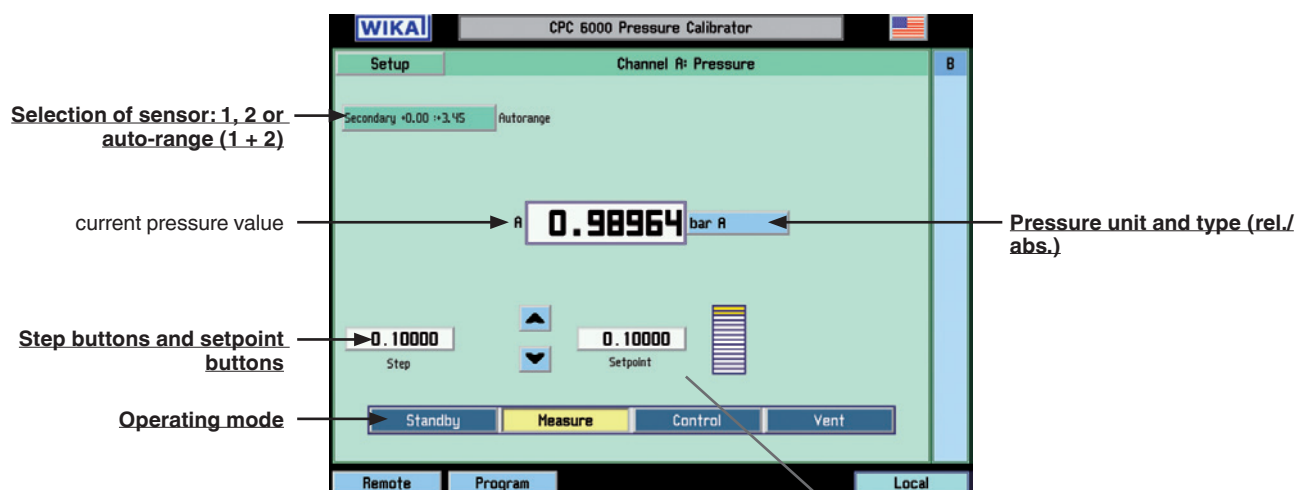 WIKA
CPC 6000 Pressure Calibrator
Setup
Channel A: Pressure
B
Selection of sensor: 1, 2 or
auto-range (1 + 2)
Secondary +0.00 :+3.45
Autorange
current pressure value
A
0.98964
bar A
Pressure unit and type (rel./
abs.)
Step buttons and setpoint
buttons
0.10000
Step
0.10000
Setpoint
Operating mode
Standby
Measure
Control
Vent
Remote
Program
Local